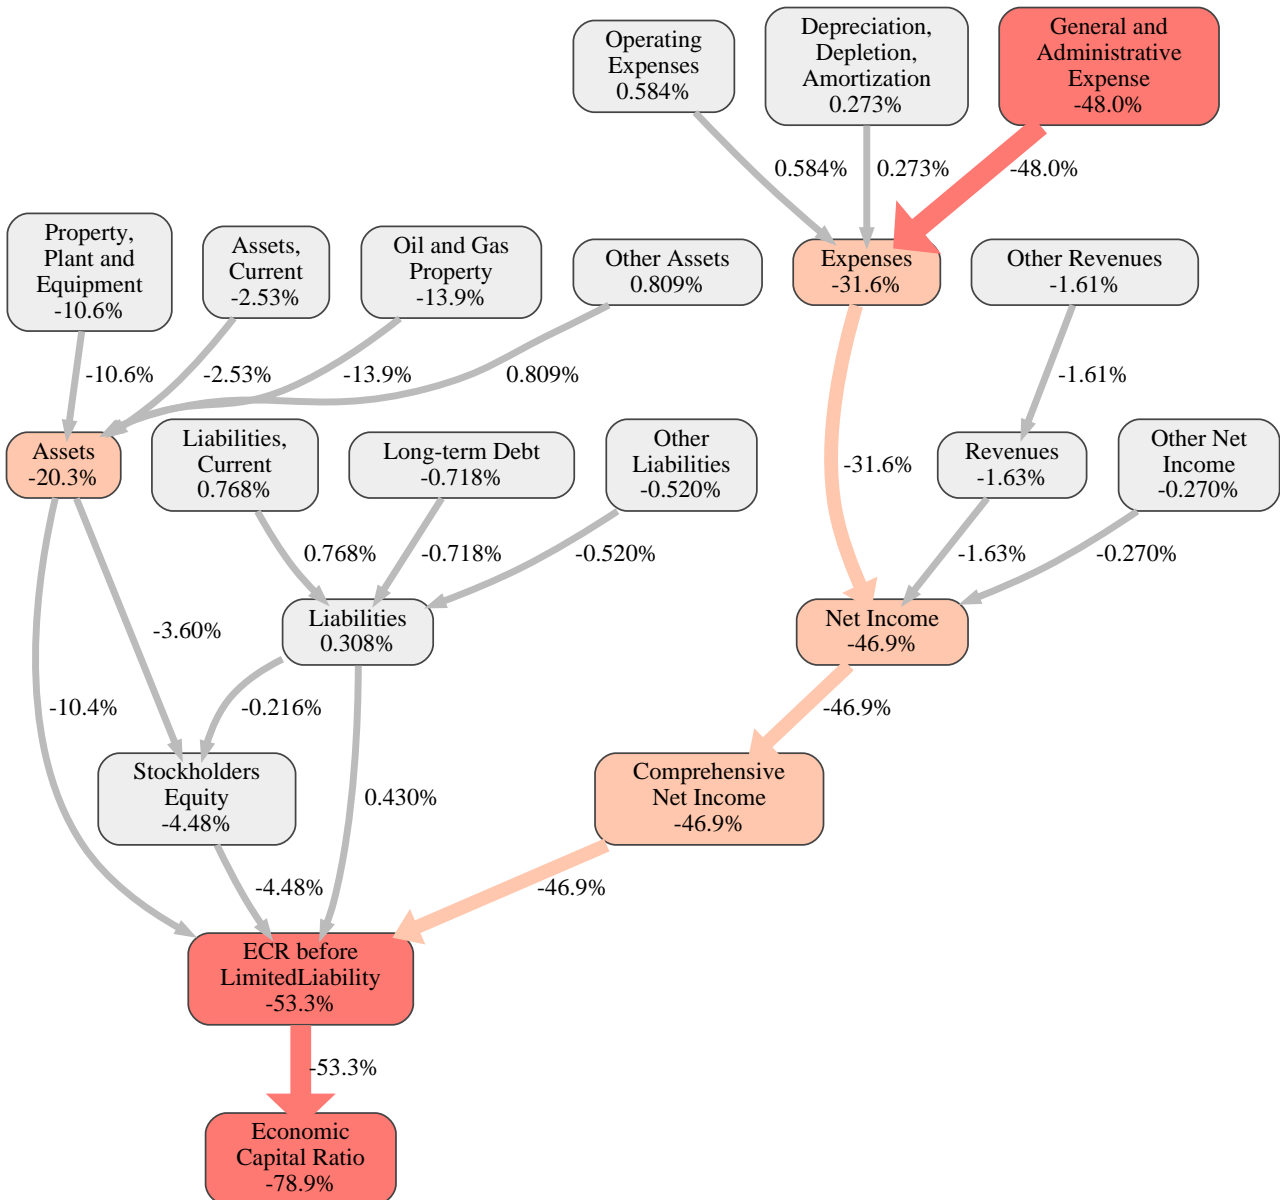 Operating
Expenses
0.584%
Depreciation,
Depletion,
Amortization
0.273%
General and
Administrative
Expense
-48.0%
0.584%
0.273%
-48.0%
Property,
Plant and
Equipment
-10.6%
Assets,
Current
-2.53%
Oil and Gas
Property
-13.9%
Other Assets
0.809%
Expenses
-31.6%
Other Revenues
-1.61%
-10.6%
-2.53%
-13.9%
0.809%
-1.61%
Assets
-20.3%
Liabilities,
Current
0.768%
Long-term Debt
-0.718%
Other
Liabilities
-0.520%
-31.6%
Revenues
-1.63%
Other Net
Income
-0.270%
0.768%
-0.718%
-0.520%
-1.63%
-0.270%
-3.60%
Liabilities
0.308%
Net Income
-46.9%
-10.4%
-0.216%
-46.9%
Stockholders
Equity
-4.48%
0.430%
Comprehensive
Net Income
-46.9%
-4.48%
-46.9%
ECR before
LimitedLiability
-53.3%
-53.3%
Economic
Capital Ratio
-78.9%